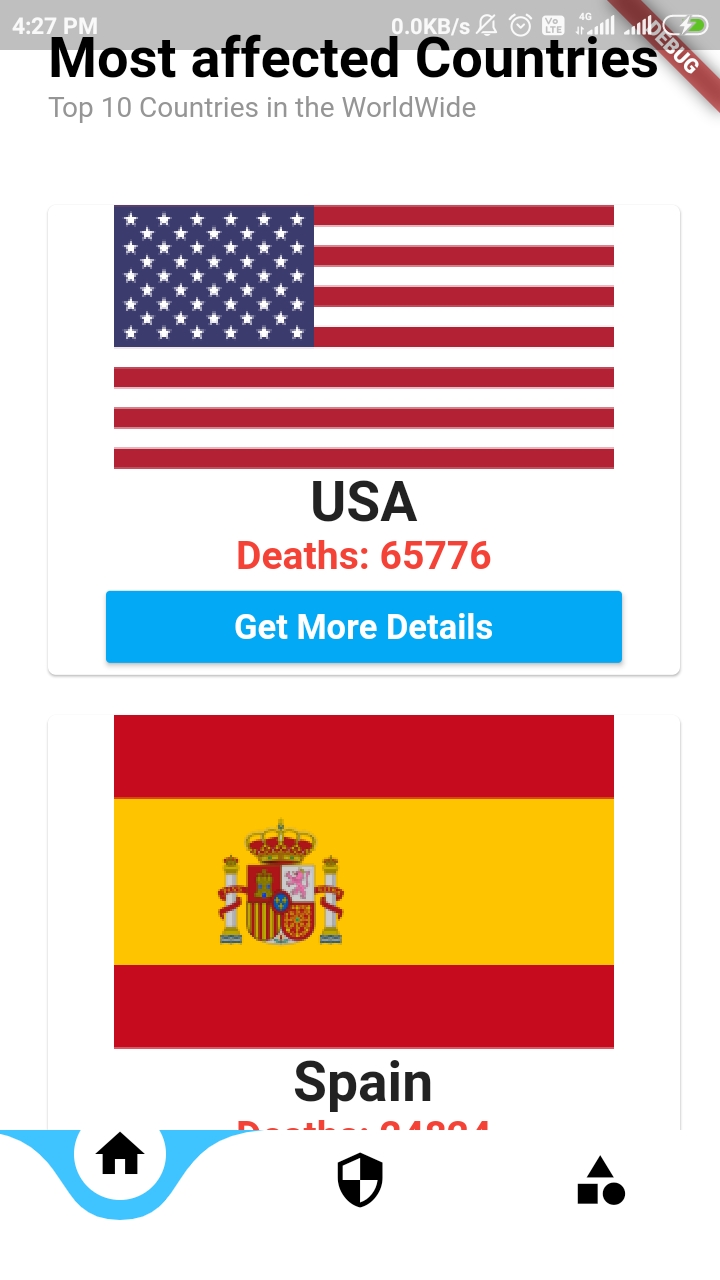 4:27 PM 0.0KB/s Vo LTE 4G
DEBUG
Most affected Countries
Top 10 Countries in the WorldWide
USA
Deaths: 65776
Get More Details
Spain
Deaths: